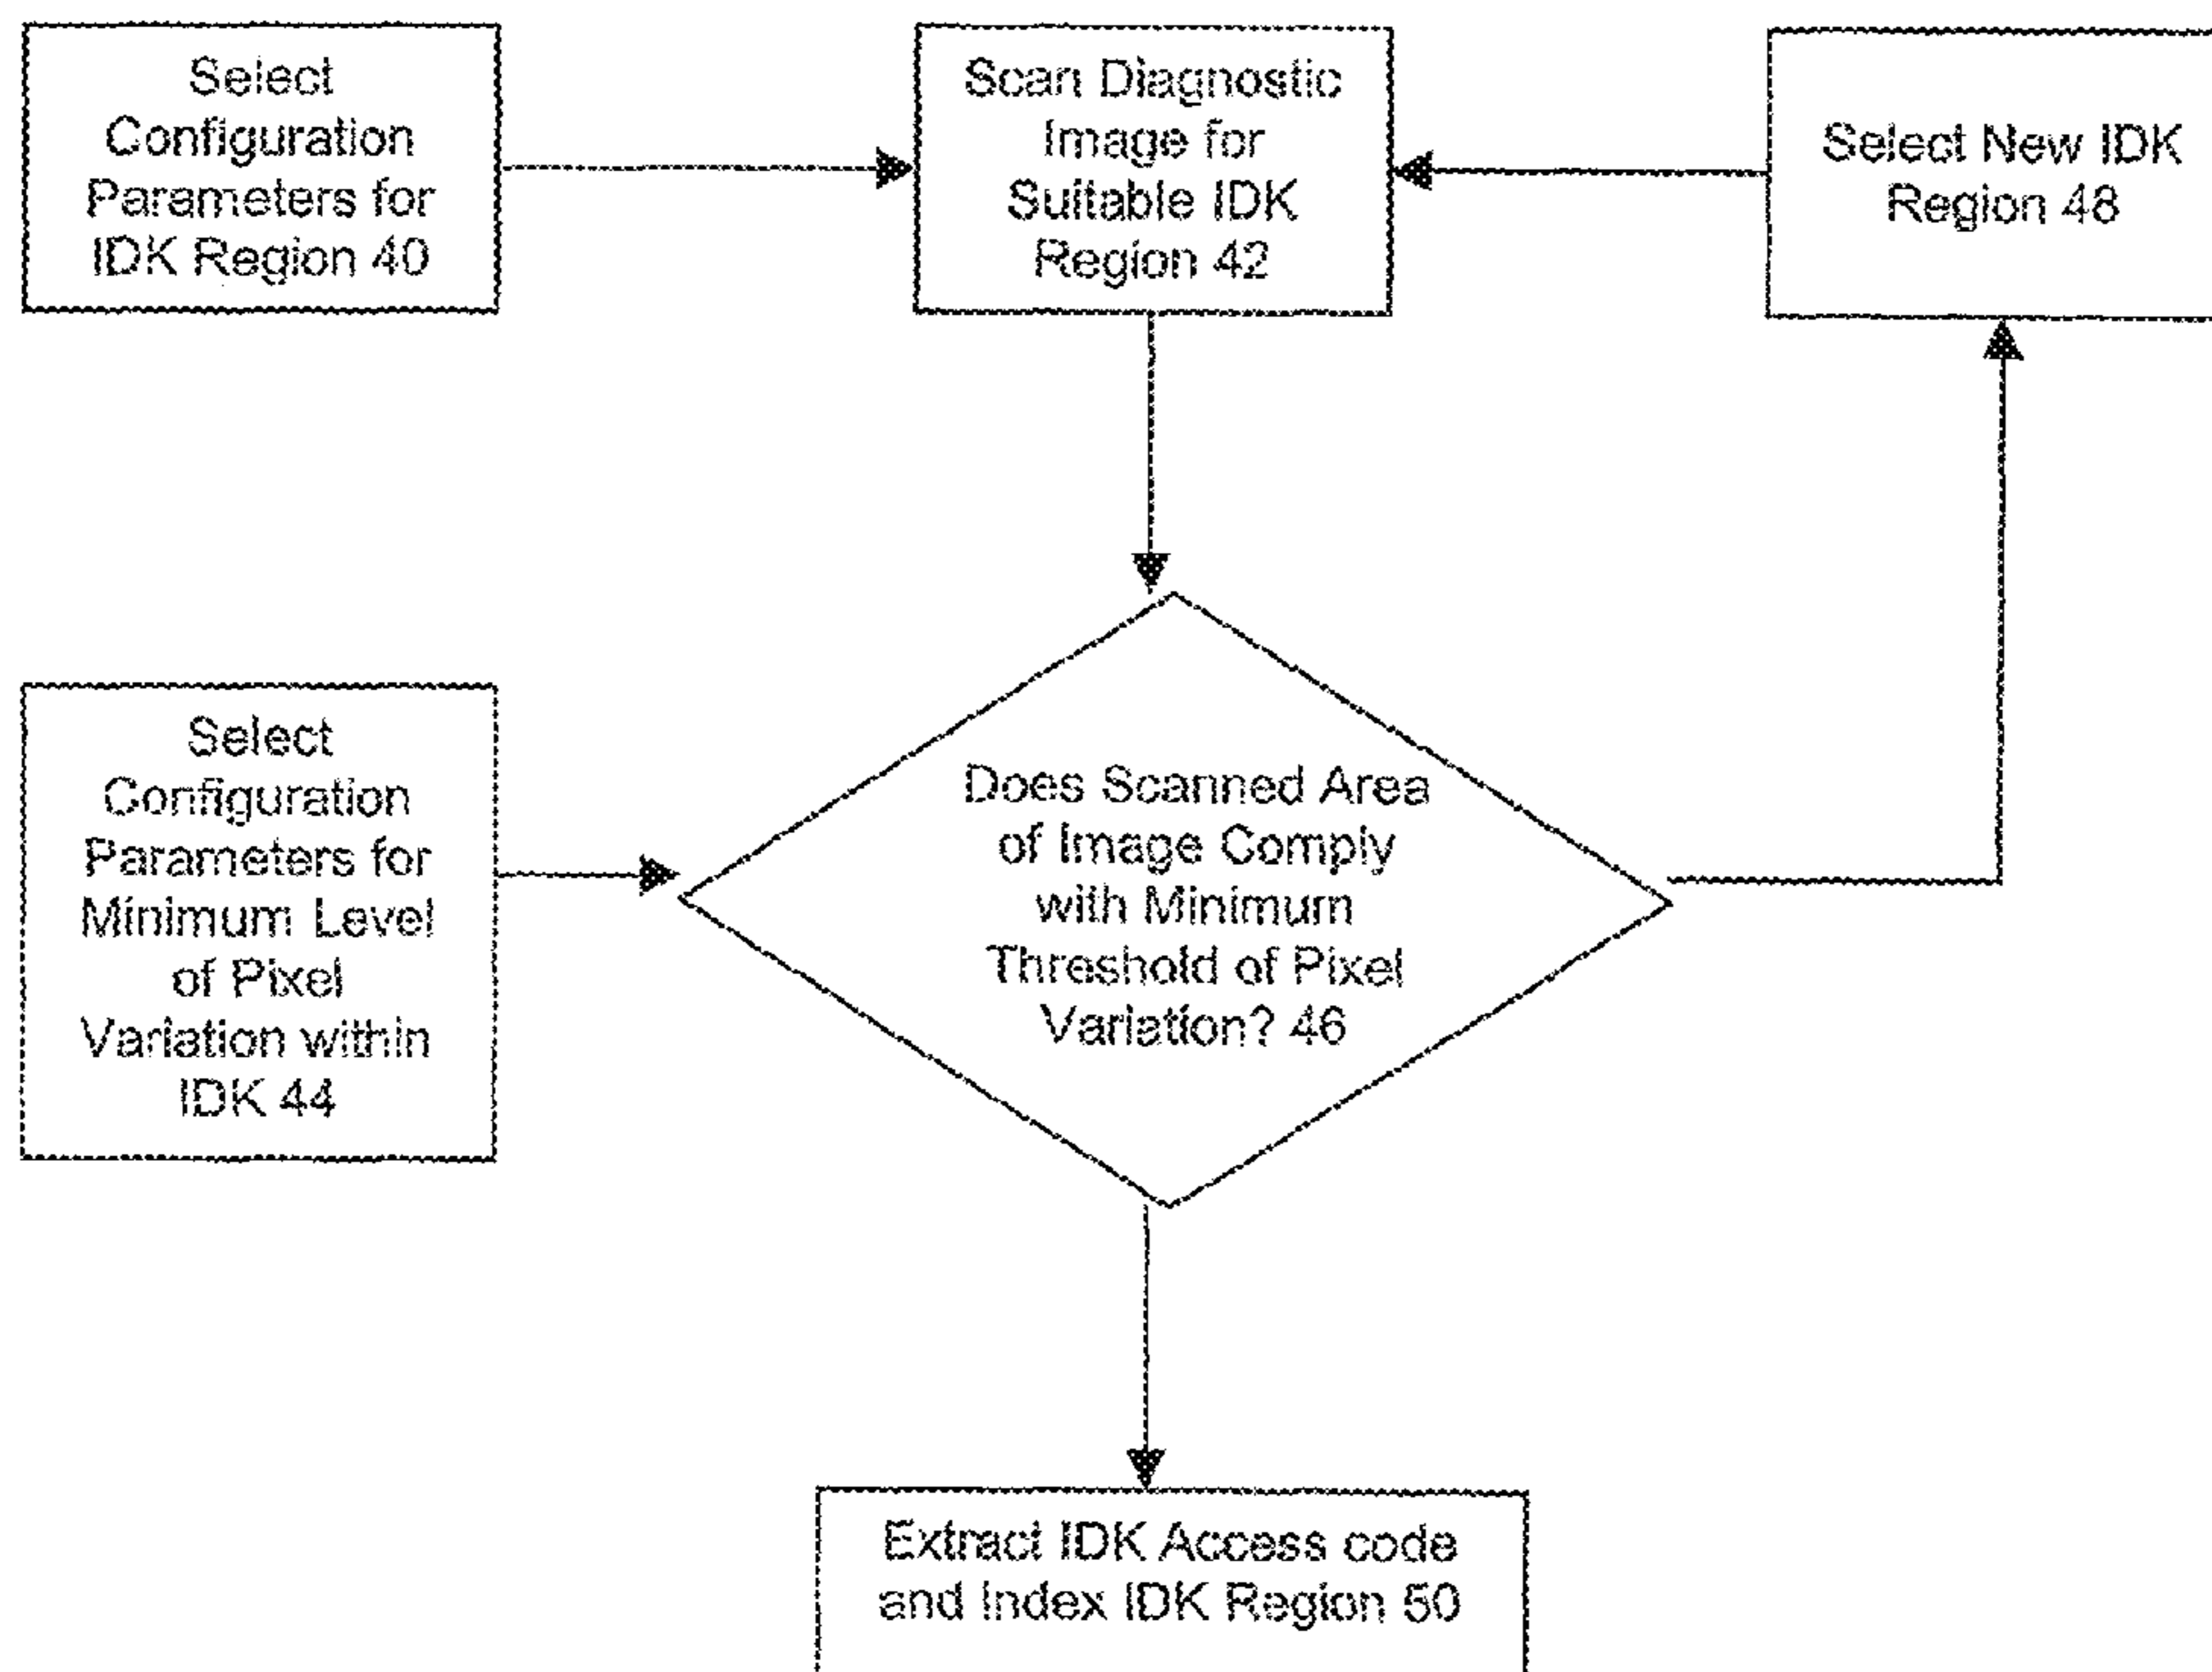 Select
Configuration
Parameters for
IDK Region 40
Scan Diagnostic
Image for
Suitable IDK
Region 42
Select New IDK
Region 48
Select
Configuration
Parameters for
Minimum Level
of Pixel
Variation within
IDK 44
Does Scanned Area
of Image Comply
with Minimum
Threshold of Pixel
Variation? 46
Extract IDK Access code
and Index IDK Region 50